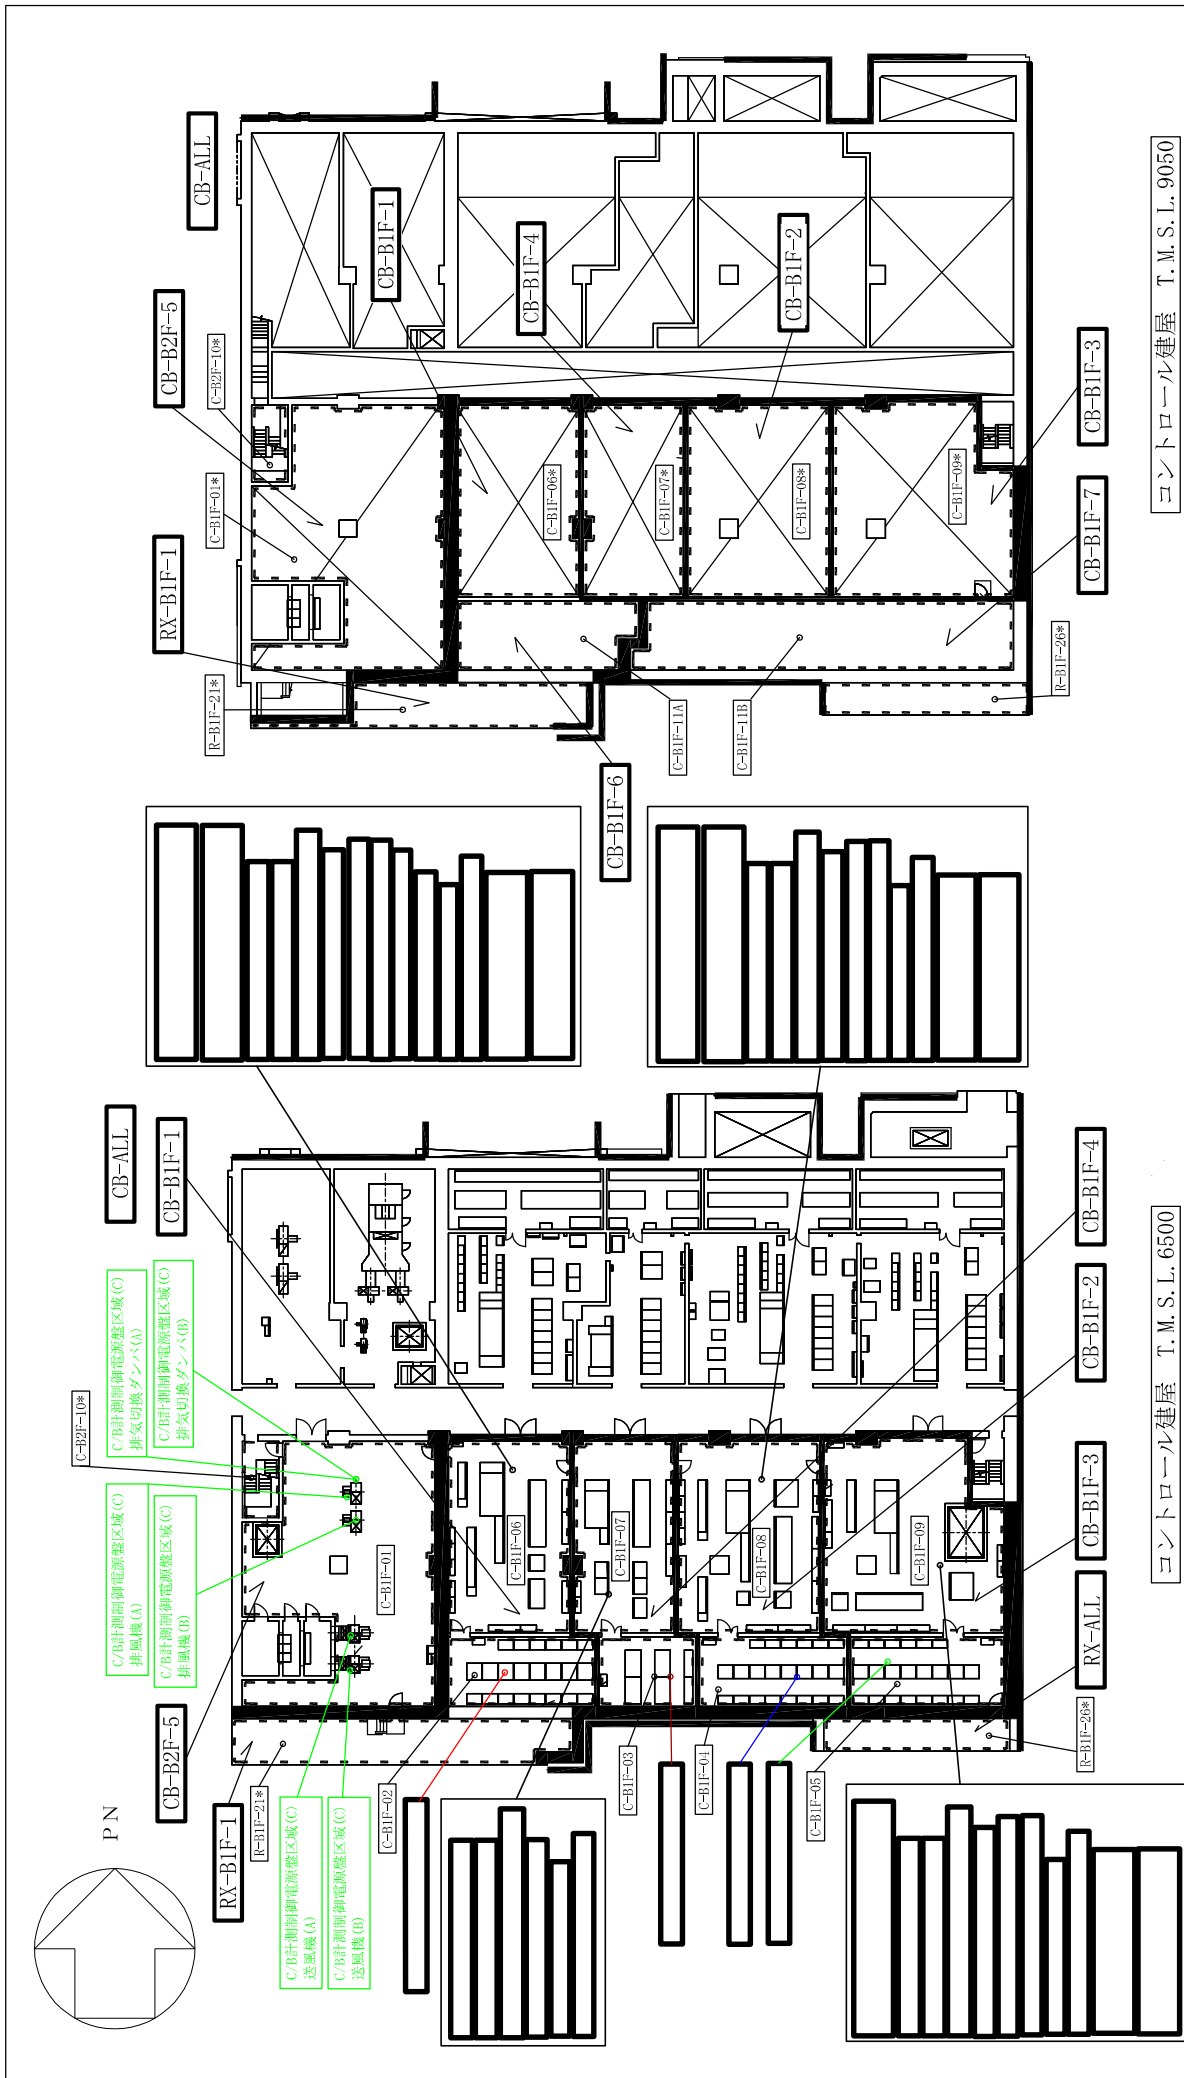 PN
RX-B1F-1
R-B1F-21*
CB-B2F-5
C/B計測制御電源盤区域(C)
送風機(A)
C/B計測制御電源盤区域(C)
送風機(B)
C/B計測制御電源盤区域(C)
排風機(A)
C/B計測制御電源盤区域(C)
排風機(B)
C-B2F-10*
C/B計測制御電源盤区域(C)
排気切換ダンパ(A)
C/B計測制御電源盤区域(C)
排気切換ダンパ(B)
CB-ALL
CB-B1F-1
C-B1F-01
C-B1F-02
C-B1F-06
C-B1F-07
C-B1F-03
C-B1F-04
C-B1F-08
C-B1F-05
C-B1F-09
R-B1F-26*
RX-ALL
CB-B1F-3
CB-B1F-2
CB-B1F-4
コントロール建屋 T.M.S.L.6500
RX-B1F-1
R-B1F-21*
C-B1F-01*
C-B2F-10*
CB-B2F-5
CB-ALL
CB-B1F-1
CB-B1F-4
CB-B1F-2
C-B1F-06*
C-B1F-07*
C-B1F-08*
C-B1F-09*
CB-B1F-6
C-B1F-11A
C-B1F-11B
R-B1F-26*
CB-B1F-7
CB-B1F-3
コントロール建屋 T.M.S.L.9050